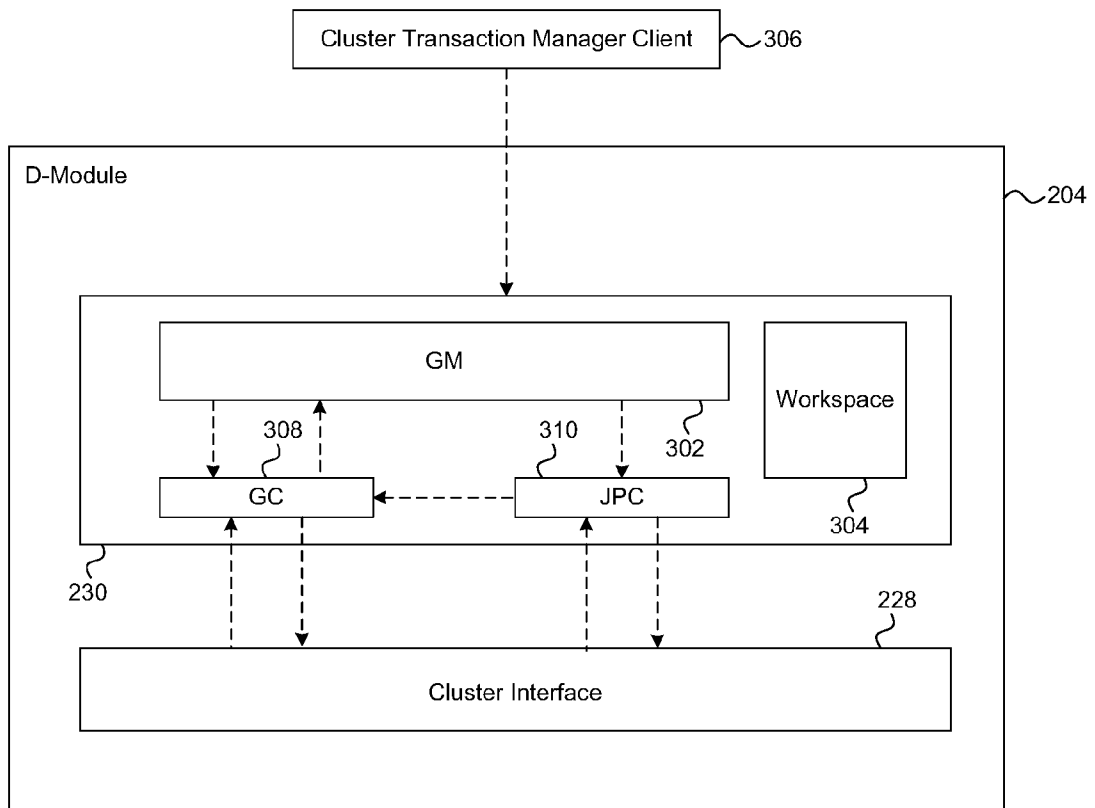 Cluster Transaction Manager Client
306
D-Module
204
GM
Workspace
308
310
302
GC
JPC
304
230
228
Cluster Interface